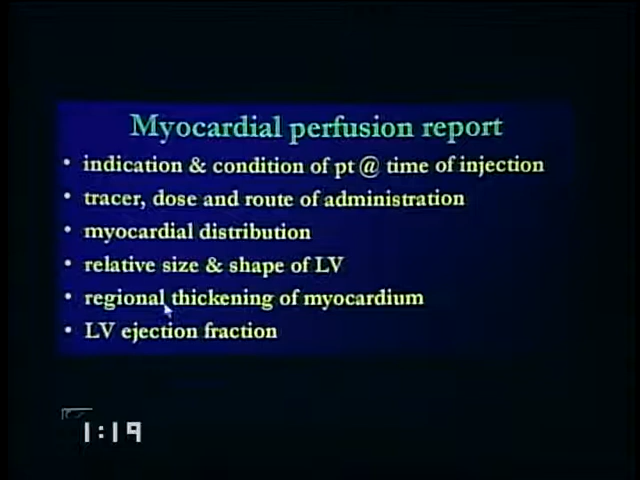 Myocardial perfusion report
• indication & condition of pt @ time of injection
• tracer, dose and route of administration
• myocardial distribution
• relative size & shape of LV
• regional thickening of myocardium
• LV ejection fraction
1:19